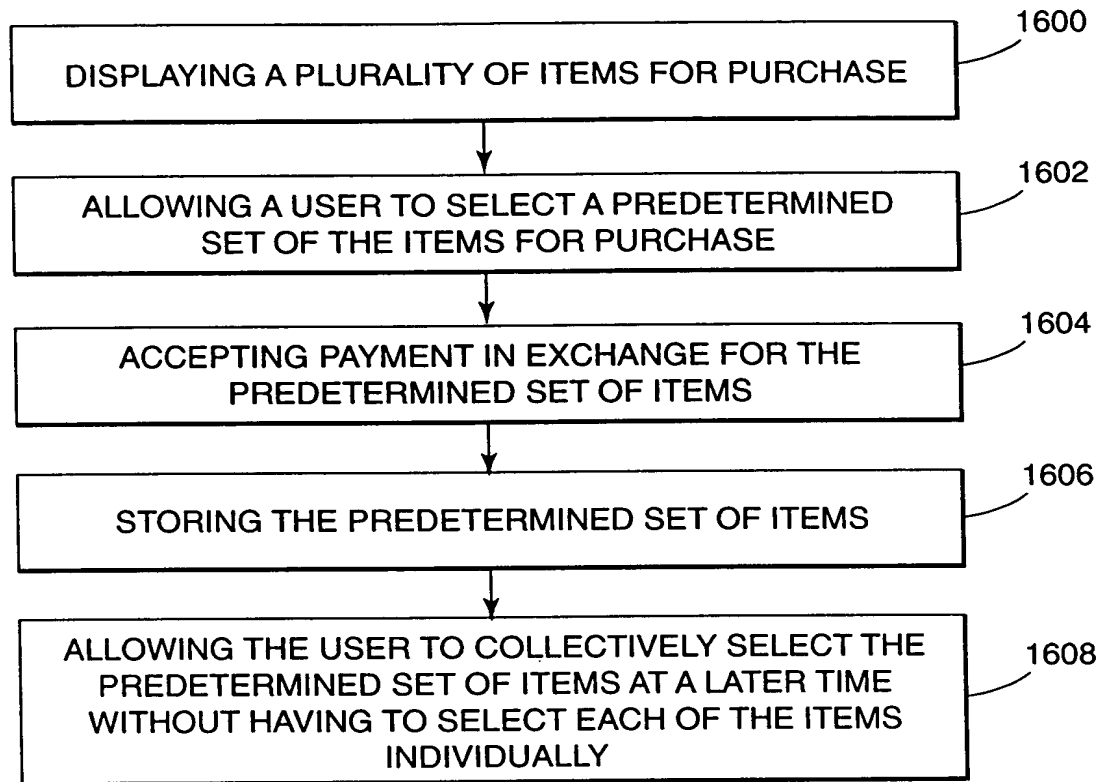 1600
DISPLAYING A PLURALITY OF ITEMS FOR PURCHASE
1602
ALLOWING A USER TO SELECT A PREDETERMINED
SET OF THE ITEMS FOR PURCHASE
1604
ACCEPTING PAYMENT IN EXCHANGE FOR THE
PREDETERMINED SET OF ITEMS
1606
STORING THE PREDETERMINED SET OF ITEMS
1608
ALLOWING THE USER TO COLLECTIVELY SELECT THE
PREDETERMINED SET OF ITEMS AT A LATER TIME
WITHOUT HAVING TO SELECT EACH OF THE ITEMS
INDIVIDUALLY